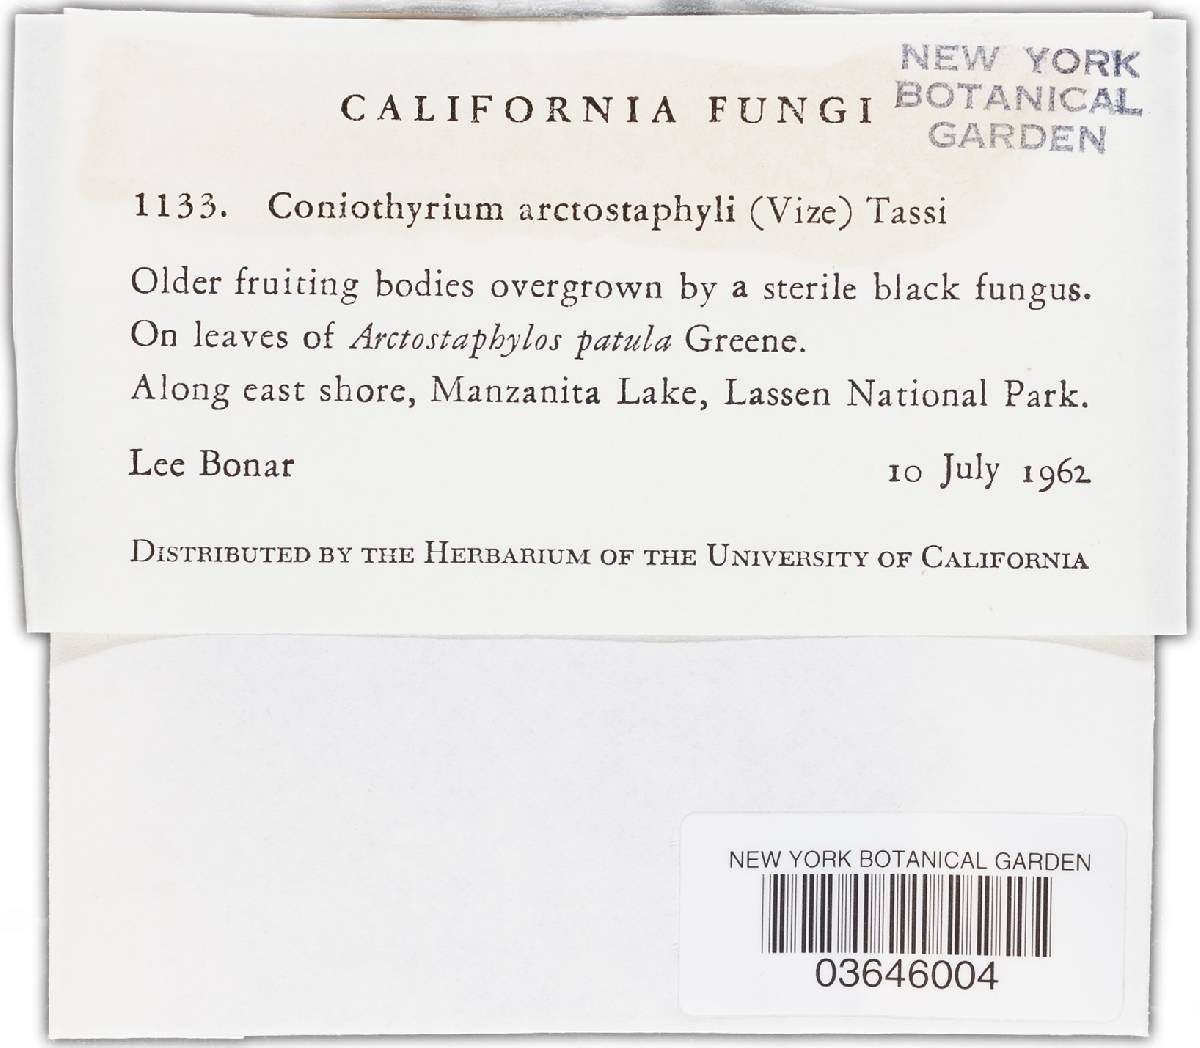 NEW YORK
BOTANICAL
GARDEN
CALIFORNIA FUNGI
1133. Coniothyrium arctostaphyli (Vize) Tassi
Older fruiting bodies overgrown by a sterile black fungus.
On leaves of Arctostaphylos patula Greene.
Along east shore, Manzanita Lake, Lassen National Park.
Lee Bonar 10 July 1962
DISTRIBUTED BY THE HERBARIUM OF THE UNIVERSITY OF CALIFORNIA
NEW YORK BOTANICAL GARDEN
03646004